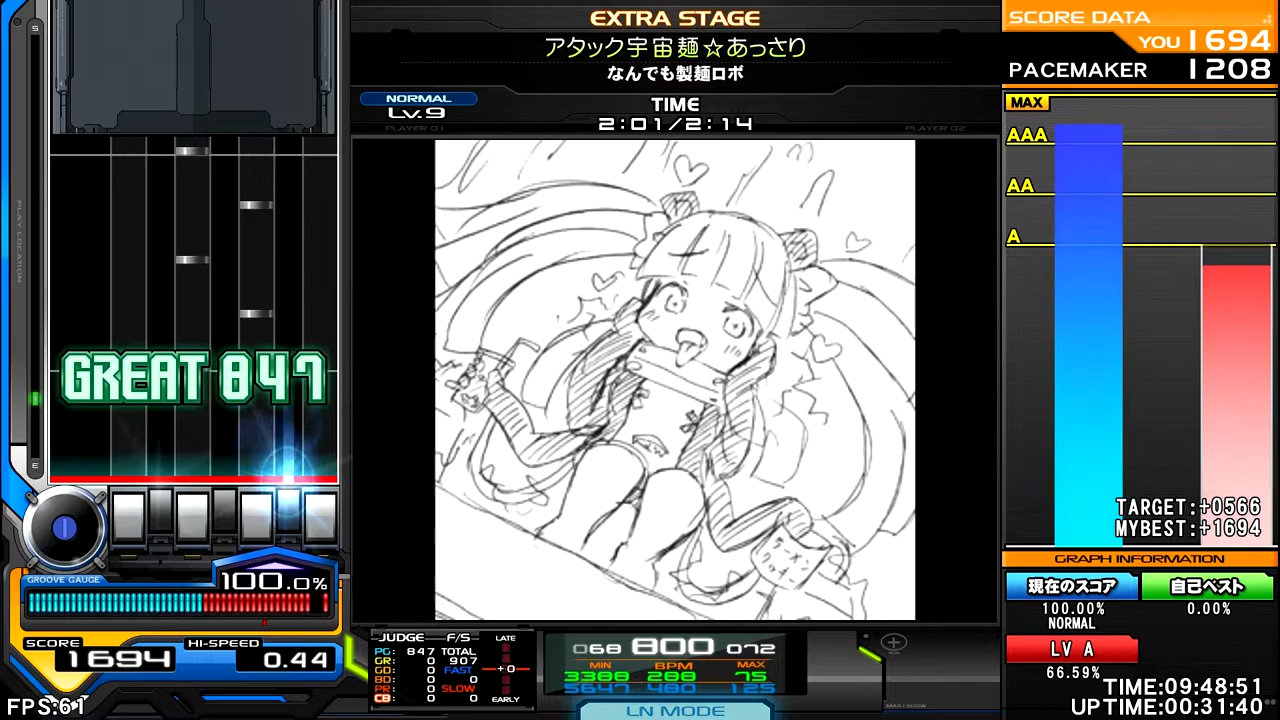 EXTRA STAGE
アタック宇宙麺☆あっさり
なんでも製麺ロボ
NORMAL
LV.9
TIME
2:01/2:14
PLAYER 01
PLAYER 02
SCORE DATA
YOU 1694
PACEMAKER 1208
MAX
AAA
AA
A
TARGET:+0566
MYBEST:+1694
GRAPH INFORMATION
現在のスコア
自己ベスト
100.00%
0.00%
NORMAL
LV A
66.59%
TIME:09:48:51
UPTIME:00:31:40
S
PLAY LOCATION
E
GREAT 847
GROOVE GAUGE
100.0%
SCORE
1694
HI-SPEED
0.44
FPS:61
JUDGE F/S LATE
PG: 847 TOTAL
GR: 0 907
GD: 0 FAST +0
BD: 0 0
PR: 0 SLOW
CB: 0 0 EARLY
068 800 072
MIN BPM MAX
LN MODE